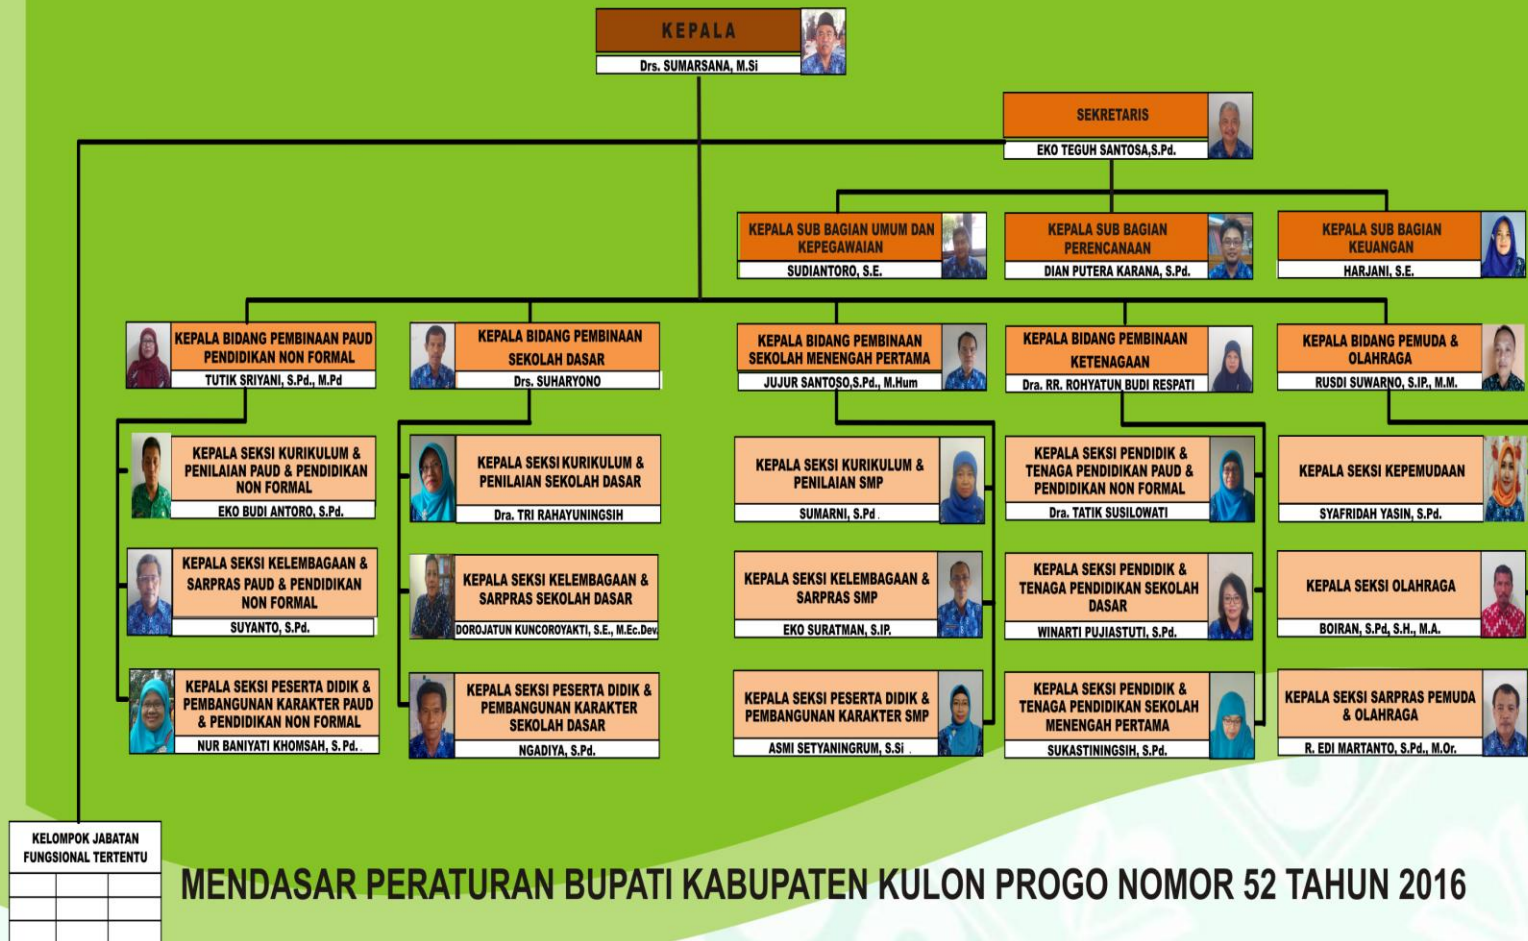 KEPALA
Drs. SUMARSANA, M.Si
SEKRETARIS
EKO TEGUH SANTOSA,S.Pd.
KEPALA SUB BAGIAN UMUM DAN
KEPEGAWAIAN
SUDIANTORO, S.E.
KEPALA SUB BAGIAN
PERENCANAAN
DIAN PUTERA KARANA, S.Pd.
KEPALA SUB BAGIAN
KEUANGAN
HARJANI, S.E.
KEPALA BIDANG PEMBINAAN PAUD
PENDIDIKAN NON FORMAL
TUTIK SRIYANI, S.Pd., M.Pd
KEPALA BIDANG PEMBINAAN
SEKOLAH DASAR
Drs. SUHARYONO
KEPALA BIDANG PEMBINAAN
SEKOLAH MENENGAH PERTAMA
JUJUR SANTOSO,S.Pd., M.Hum
KEPALA BIDANG PEMBINAAN
KETENAGAAN
Dra. RR. ROHYATUN BUDI RESPATI
KEPALA BIDANG PEMUDA &
OLAHRAGA
RUSDI SUWARNO, S.IP., M.M.
KEPALA SEKSI KURIKULUM &
PENILAIAN PAUD & PENDIDIKAN
NON FORMAL
EKO BUDI ANTORO, S.Pd.
KEPALA SEKSI KURIKULUM &
PENILAIAN SEKOLAH DASAR
Dra. TRI RAHAYUNINGSIH
KEPALA SEKSI KURIKULUM &
PENILAIAN SMP
SUMARNI, S.Pd .
KEPALA SEKSI PENDIDIK &
TENAGA PENDIDIKAN PAUD &
PENDIDIKAN NON FORMAL
Dra. TATIK SUSILOWATI
KEPALA SEKSI KEPEMUDAAN
SYAFRIDAH YASIN, S.Pd.
KEPALA SEKSI KELEMBAGAAN &
SARPRAS PAUD & PENDIDIKAN
NON FORMAL
SUYANTO, S.Pd.
KEPALA SEKSI KELEMBAGAAN &
SARPRAS SEKOLAH DASAR
DOROJATUN KUNCOROYAKTI, S.E., M.Ec.Dev.
KEPALA SEKSI KELEMBAGAAN &
SARPRAS SMP
EKO SURATMAN, S.IP.
KEPALA SEKSI PENDIDIK &
TENAGA PENDIDIKAN SEKOLAH
DASAR
WINARTI PUJIASTUTI, S.Pd.
KEPALA SEKSI OLAHRAGA
BOIRAN, S.Pd, S.H., M.A.
KEPALA SEKSI PESERTA DIDIK &
PEMBANGUNAN KARAKTER PAUD
& PENDIDIKAN NON FORMAL
NUR BANIYATI KHOMSAH, S. Pd. .
KEPALA SEKSI PESERTA DIDIK &
PEMBANGUNAN KARAKTER
SEKOLAH DASAR
NGADIYA, S.Pd.
KEPALA SEKSI PESERTA DIDIK &
PEMBANGUNAN KARAKTER SMP
ASMI SETYANINGRUM, S.Si .
KEPALA SEKSI PENDIDIK &
TENAGA PENDIDIKAN SEKOLAH
MENENGAH PERTAMA
SUKASTININGSIH, S.Pd.
KEPALA SEKSI SARPRAS PEMUDA
& OLAHRAGA
R. EDI MARTANTO, S.Pd., M.Or.
KELOMPOK JABATAN
FUNGSIONAL TERTENTU
MENDASAR PERATURAN BUPATI KABUPATEN KULON PROGO NOMOR 52 TAHUN 2016